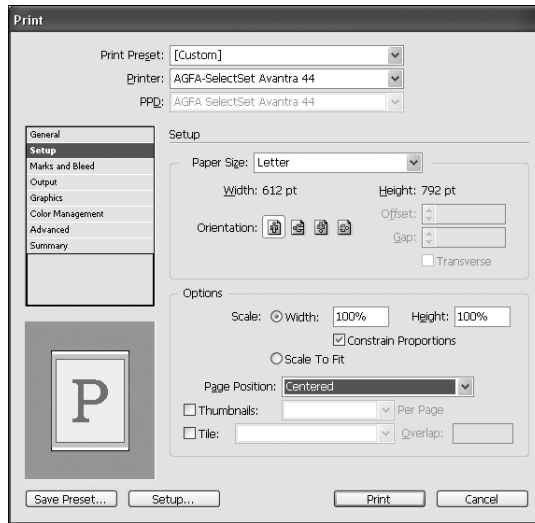 Print
Print Preset: [Custom]
Printer: AGFA-SelectSet Avantra 44
PPD: AGFA SelectSet Avantra 44
General
Setup
Marks and Bleed
Output
Graphics
Color Management
Advanced
Summary
Setup
Paper Size: Letter
Width: 612 pt Height: 792 pt
Orientation: Offset:
Gap:
Transverse
Options
Scale: Width: 100% Height: 100%
Constrain Proportions
Scale To Fit
Page Position: Centered
Thumbnails: Per Page
Tile: Overlap:
P
Save Preset... Setup... Print Cancel